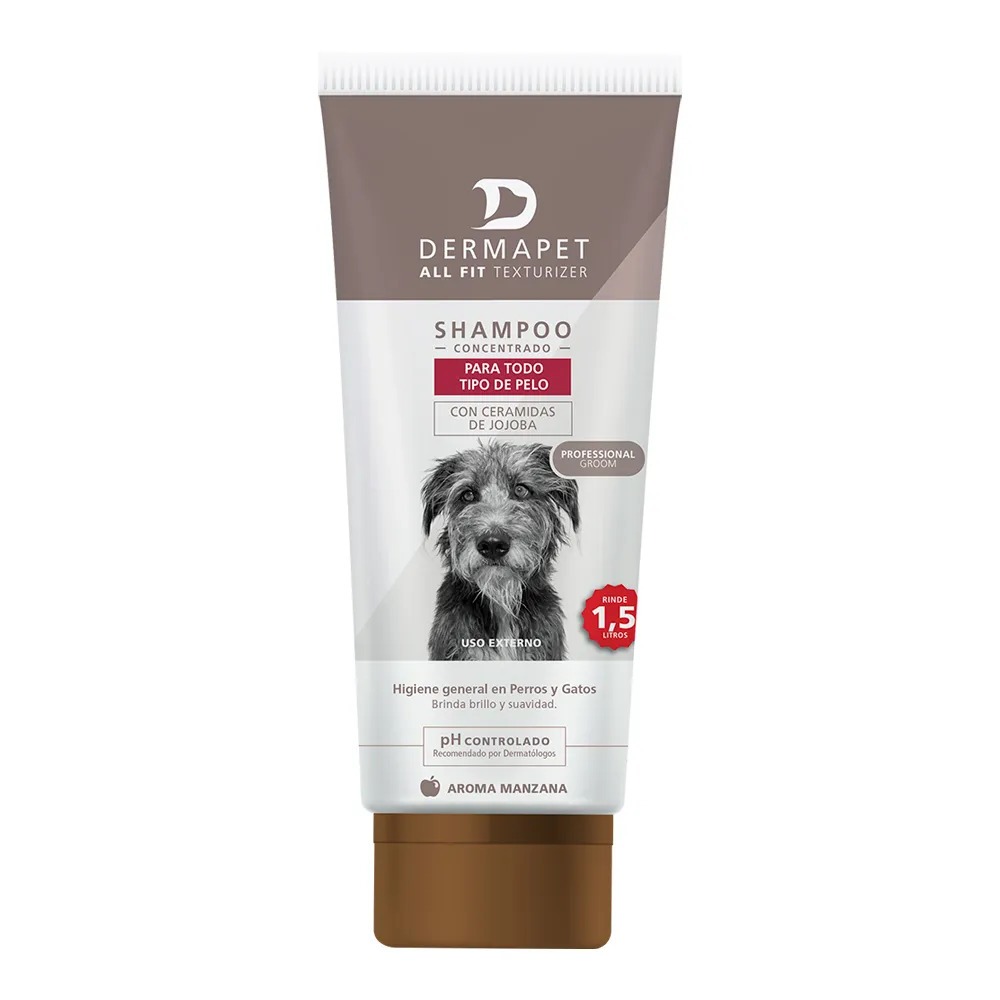 DERMAPET
ALL FIT TEXTURIZER
SHAMPOO
CONCENTRADO
PARA TODO
TIPO DE PELO
CON CERAMIDAS
DE JOJOBA
PROFESSIONAL
GROOM
RINDE
1,5
LITROS
USO EXTERNO
Higiene general en Perros y Gatos
Brinda brillo y suavidad.
pH CONTROLADO
Recomendado por Dermatólogos
AROMA MANZANA